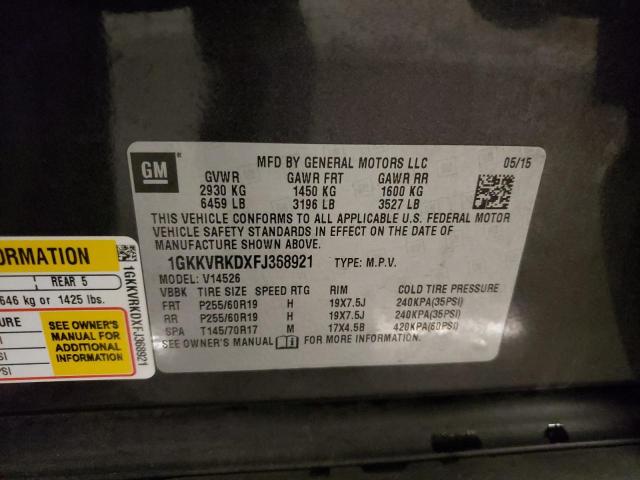 GM
MFD BY GENERAL MOTORS LLC 05/15
GVWR GAWR FRT GAWR RR
2930 KG 1450 KG 1600 KG
6459 LB 3196 LB 3527 LB
THIS VEHICLE CONFORMS TO ALL APPLICABLE U.S. FEDERAL MOTOR
VEHICLE SAFETY STANDARDS IN EFFECT ON THE DATE OF
MANUFACTURE SHOWN ABOVE.
1GKKVRKDXFJ368921 TYPE: M.P.V.
MODEL: V14526
VBBK TIRE SIZE SPEED RTG RIM COLD TIRE PRESSURE
FRT P255/60R19 H 19X7.5J 240KPA(35PSI)
RR P255/60R19 H 19X7.5J 240KPA(35PSI)
SPA T145/70R17 M 17X4.5B 420KPA(60PSI)
SEE OWNER'S MANUAL FOR MORE INFORMATION.
ORMATION
REAR 5
646 kg or 1425 lbs.
URE
SI
PSI
SEE OWNER'S
MANUAL FOR
ADDITIONAL
INFORMATION
1GKKVRKDXFJ368921